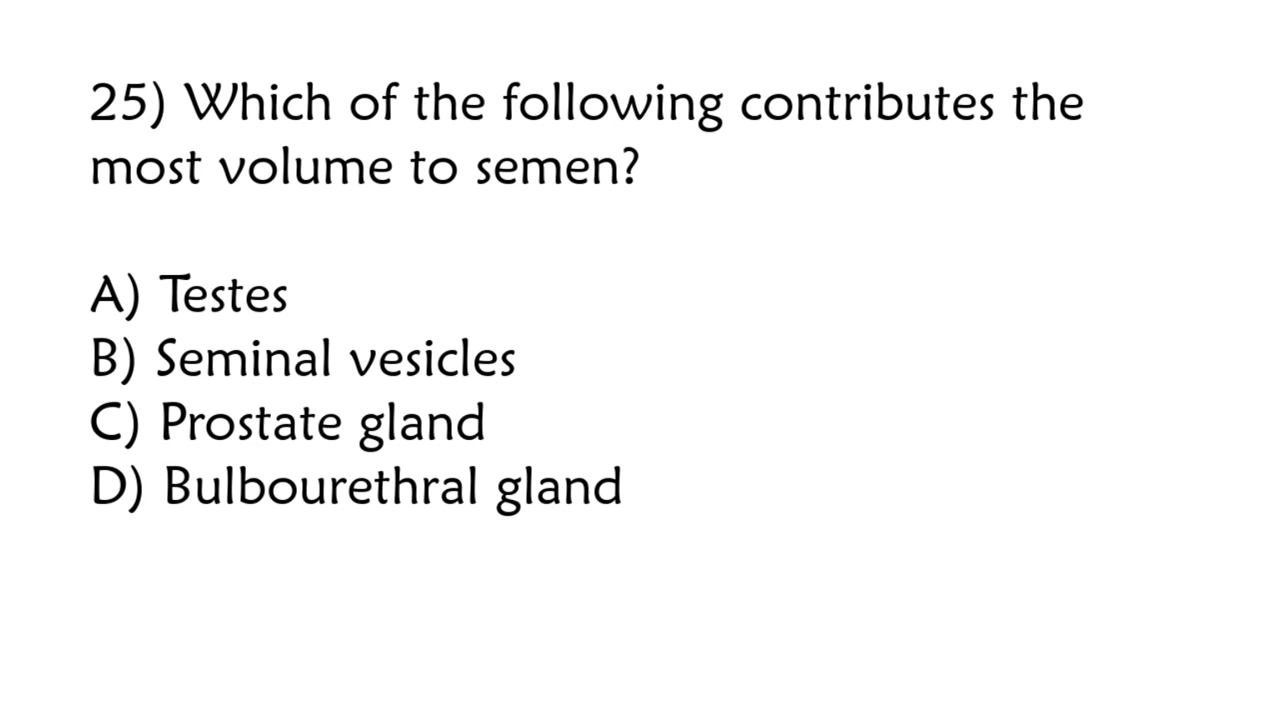 25) Which of the following contributes the
most volume to semen?
A) Testes
B) Seminal vesicles
C) Prostate gland
D) Bulbourethral gland